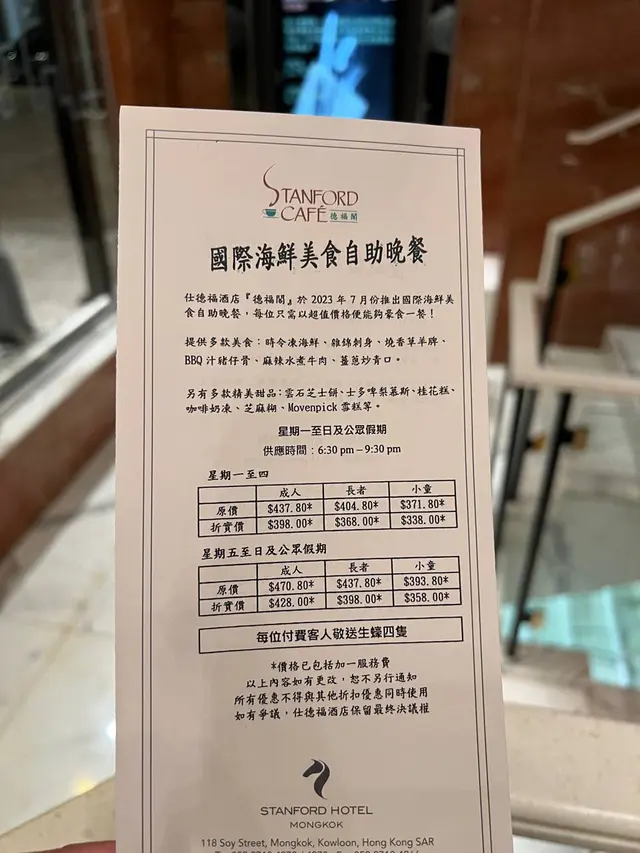 STANFORD
CAFÉ 德福閣
國際海鮮美食自助晚餐
仕德福酒店『德福閣』於 2023 年 7 月份推出國際海鮮美
食自助晚餐，每位只需以超值價格便能夠豪食一餐！
提供多款美食：時令凍海鮮、雜錦刺身、燒香草羊牌、
BBQ 汁豬仔骨、麻辣水煮牛肉、薑蔥炒青口。
另有多款精美甜品：雲石芝士餅、士多啤梨慕斯、桂花糕、
咖啡奶凍、芝麻糊、Movenpick 雪糕等。
星期一至日及公眾假期
供應時間：6:30 pm – 9:30 pm
星期一至四
成人 長者 小童
原價 $437.80* $404.80* $371.80*
折實價 $398.00* $368.00* $338.00*
星期五至日及公眾假期
成人 長者 小童
原價 $470.80* $437.80* $393.80*
折實價 $428.00* $398.00* $358.00*
每位付費客人敬送生蠔四隻
*價格已包括加一服務費
以上內容如有更改，恕不另行通知
所有優惠不得與其他折扣優惠同時使用
如有爭議，仕德福酒店保留最終決議權
STANFORD HOTEL
MONGKOK
118 Soy Street, Mongkok, Kowloon, Hong Kong SAR